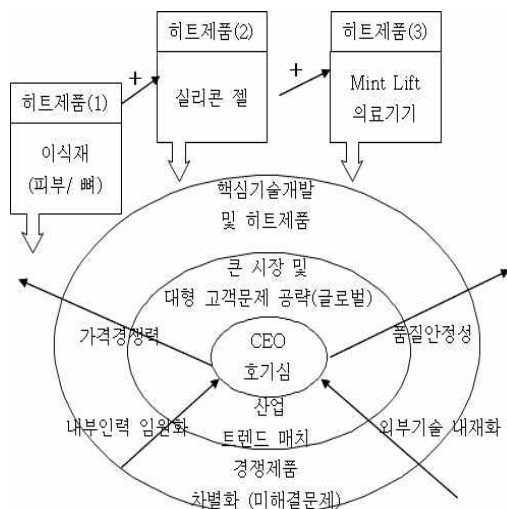 히트제품(2)
히트제품(3)
+
+
실리콘 젤
Mint Lift
의료기기
히트제품(1)
이식재
(피부/ 뼈)
핵심기술개발
및 히트제품
큰 시장 및
대형 고객문제 공략(글로벌)
가격경쟁력
품질안정성
CEO
호기심
산업
트렌드 매치
내부인력 임원화
외부기술 내재화
경쟁제품
차별화 (미해결문제)